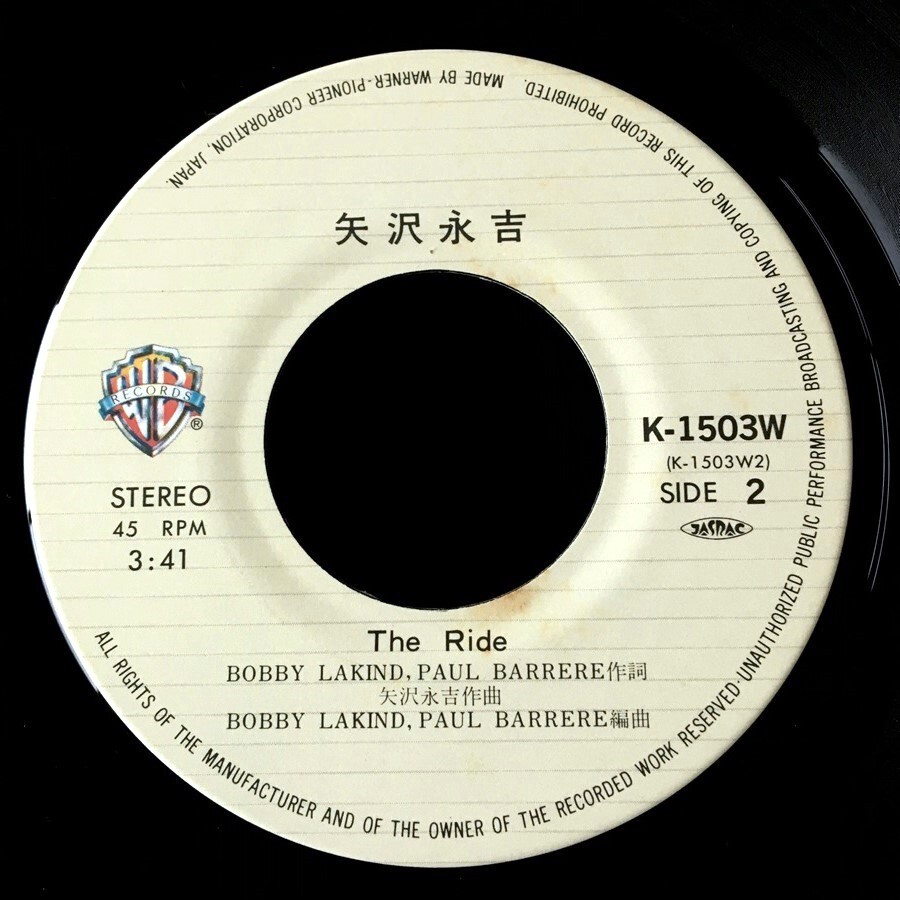 矢沢永吉
WB
RECORDS
®
STEREO
45 RPM
3:41
K-1503W
(K-1503W2)
SIDE 2
JASRAC
The Ride
BOBBY LAKIND, PAUL BARRERE作詞
矢沢永吉作曲
BOBBY LAKIND, PAUL BARRERE編曲
ALL RIGHTS OF THE MANUFACTURER AND OF THE OWNER OF THE RECORDED WORK RESERVED·UNAUTHORIZED PUBLIC PERFORMANCE BROADCASTING AND COPYING OF THIS RECORD PROHIBITED. MADE BY WARNER-PIONEER CORPORATION, JAPAN.